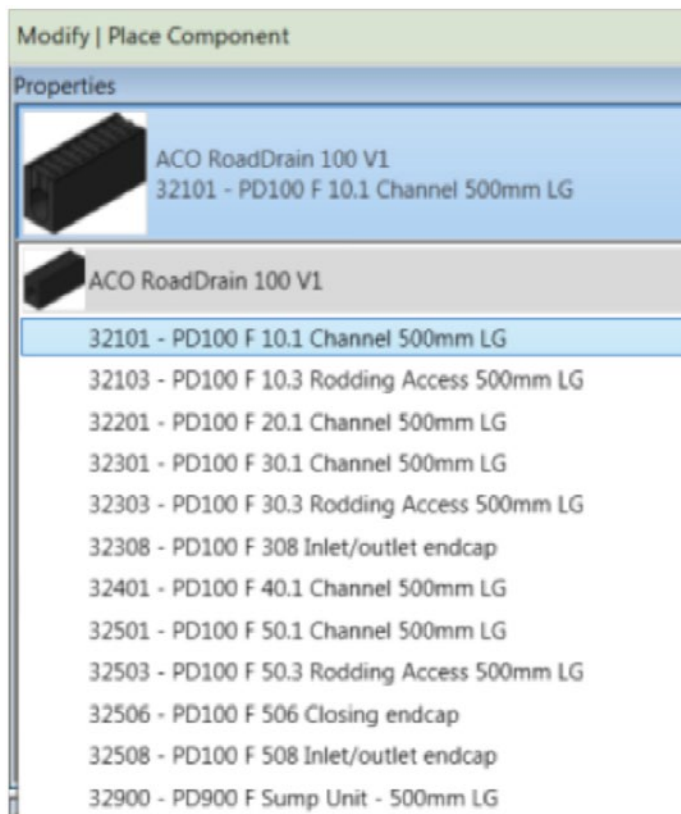 Modify | Place Component
Properties
ACO RoadDrain 100 V1
32101 - PD100 F 10.1 Channel 500mm LG
ACO RoadDrain 100 V1
32101 - PD100 F 10.1 Channel 500mm LG
32103 - PD100 F 10.3 Rodding Access 500mm LG
32201 - PD100 F 20.1 Channel 500mm LG
32301 - PD100 F 30.1 Channel 500mm LG
32303 - PD100 F 30.3 Rodding Access 500mm LG
32308 - PD100 F 308 Inlet/outlet endcap
32401 - PD100 F 40.1 Channel 500mm LG
32501 - PD100 F 50.1 Channel 500mm LG
32503 - PD100 F 50.3 Rodding Access 500mm LG
32506 - PD100 F 506 Closing endcap
32508 - PD100 F 508 Inlet/outlet endcap
32900 - PD900 F Sump Unit - 500mm LG